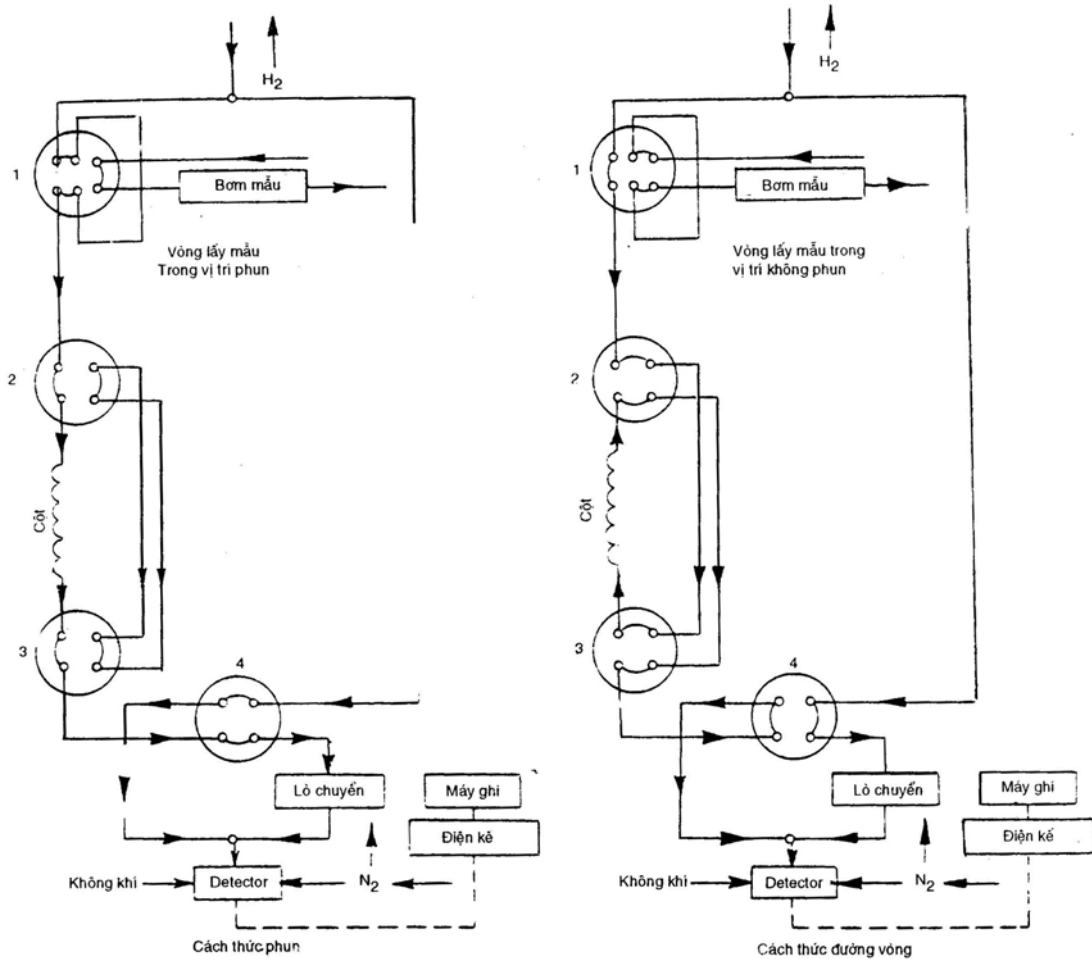 H2
1
Bơm mẫu
Vòng lấy mẫu
Trong vị trí phun
2
Cột
3
4
Lò chuyển
Máy ghi
Điện kế
Không khí
Detector
N2
Cách thức phun
H2
1
Bơm mẫu
Vòng lấy mẫu trong
vị trí không phun
2
Cột
3
4
Lò chuyển
Máy ghi
Điện kế
Không khí
Detector
N2
Cách thức đường vòng